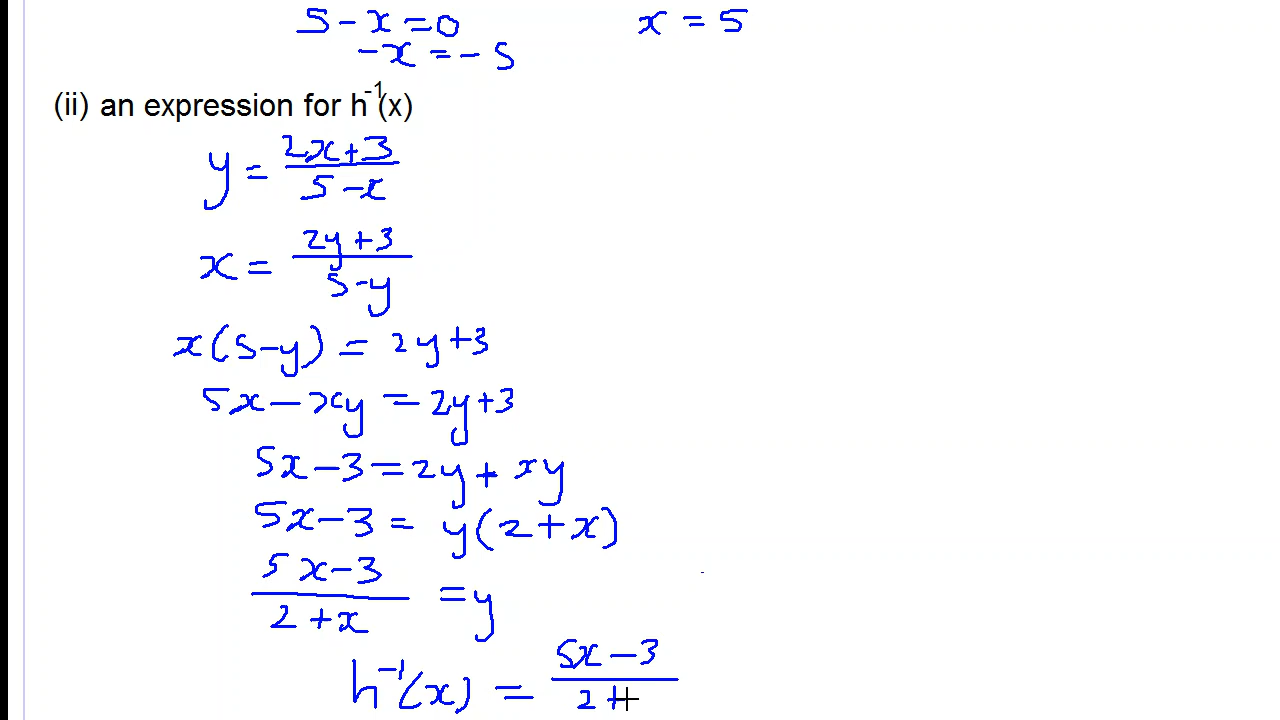 5 - x = 0 x = 5
-x = -5
(ii) an expression for h⁻¹(x)
y = (2x+3)/(5-x)
x = (2y+3)/(5-y)
x(5-y) = 2y+3
5x - xy = 2y+3
5x - 3 = 2y + xy
5x - 3 = y(2+x)
(5x-3)/(2+x) = y
h⁻¹(x) = (5x-3)/(2+